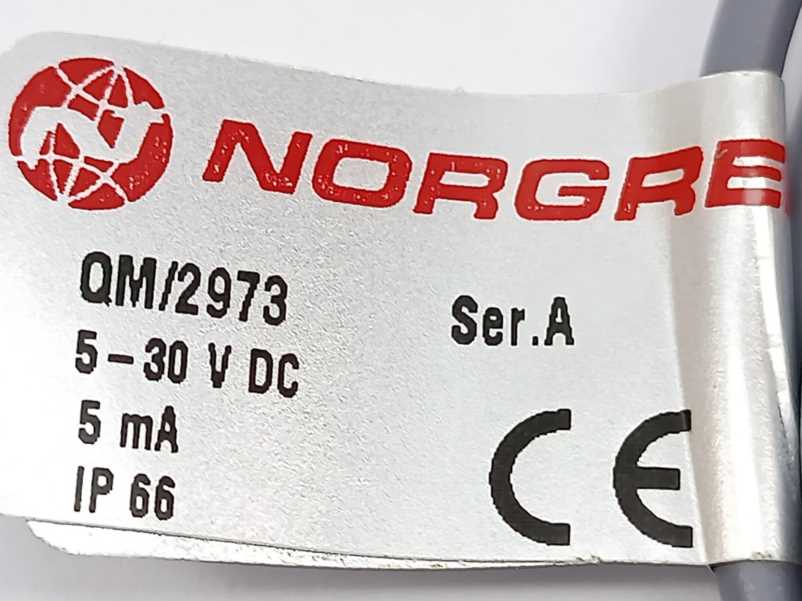 NORGRE
QM/2973
Ser.A
5-30 V DC
5 mA
IP 66
CE